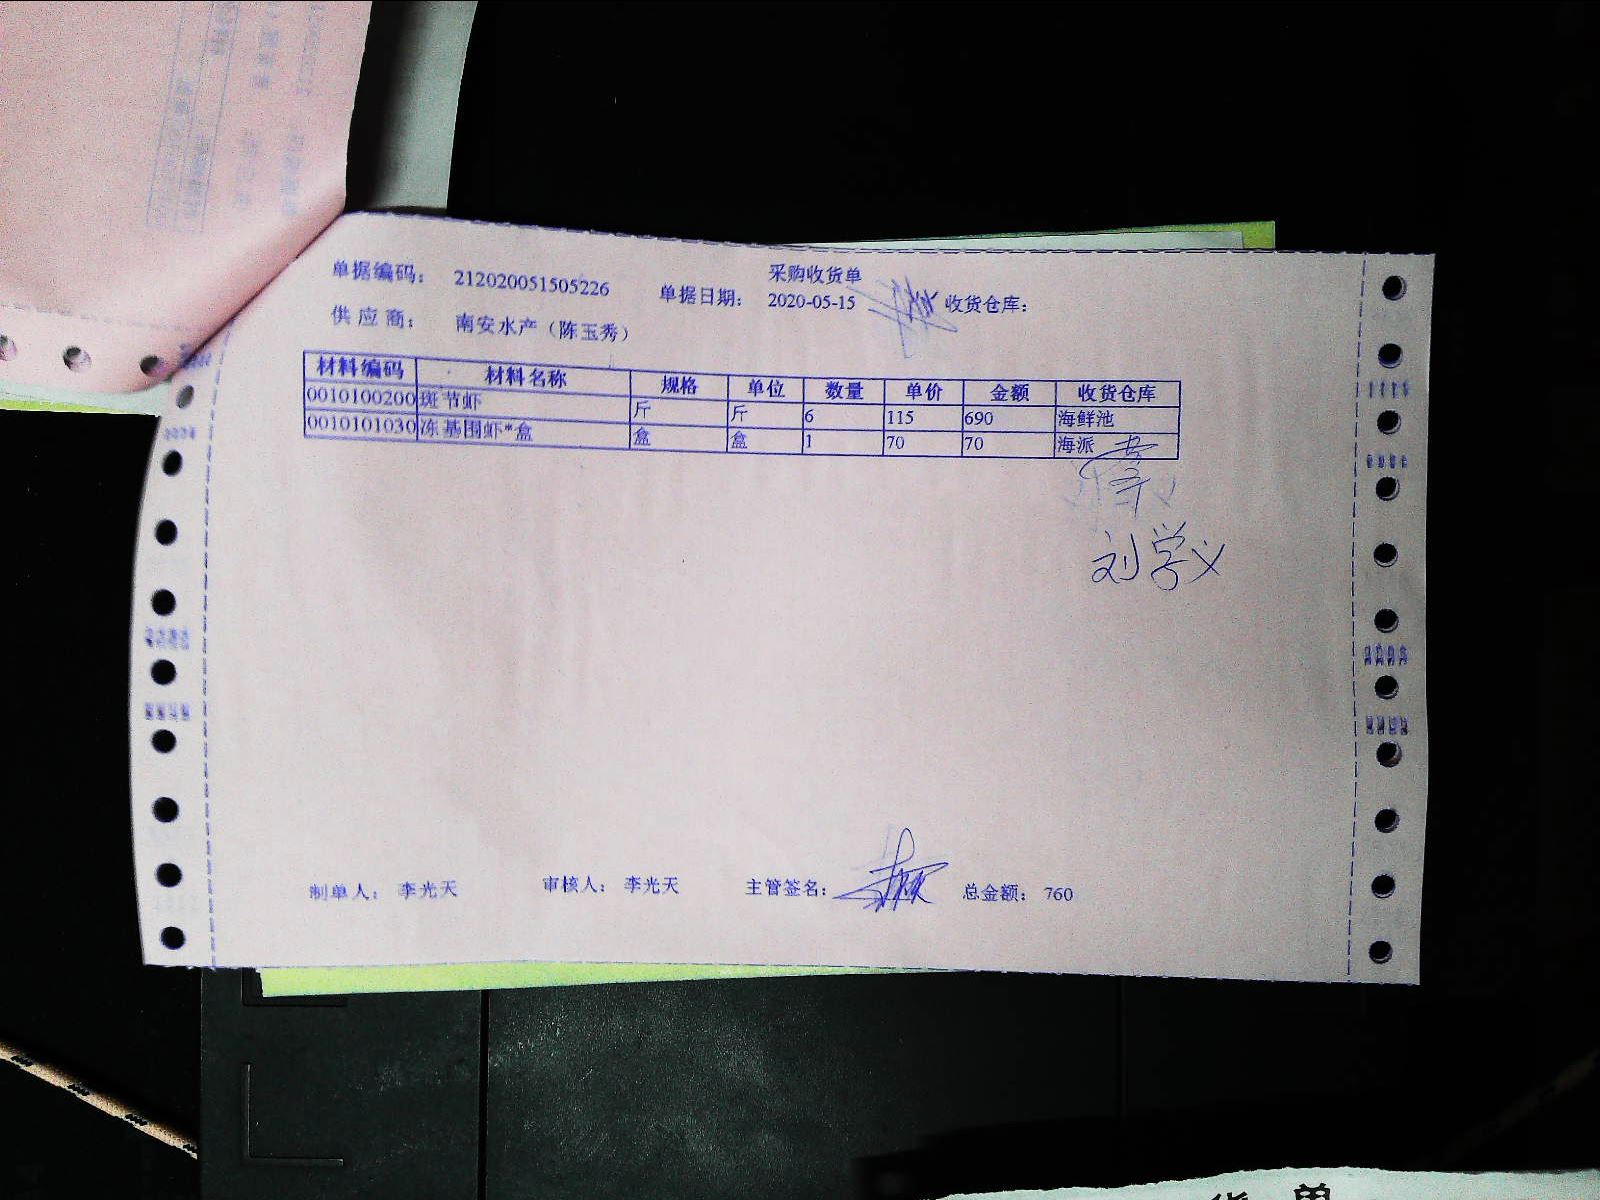 采购收货单
单据编码： 212020051505226 单据日期： 2020-05-15 收货仓库：
供应商： 南安水产（陈玉秀）
材料编码 材料名称 规格 单位 数量 单价 金额 收货仓库
0010100200 斑节虾 斤 斤 6 115 690 海鲜池
0010101030 冻基围虾*盒 盒 盒 1 70 70 海派
刘学义
制单人： 李光天 审核人： 李光天 主管签名： 总金额： 760